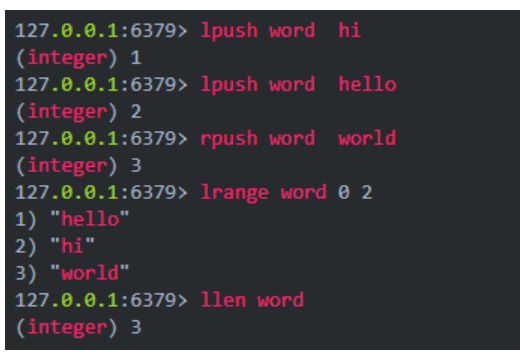 127.0.0.1:6379> lpush word  hi
(integer) 1
127.0.0.1:6379> lpush word  hello
(integer) 2
127.0.0.1:6379> rpush word  world
(integer) 3
127.0.0.1:6379> lrange word 0 2
1) "hello"
2) "hi"
3) "world"
127.0.0.1:6379> llen word
(integer) 3